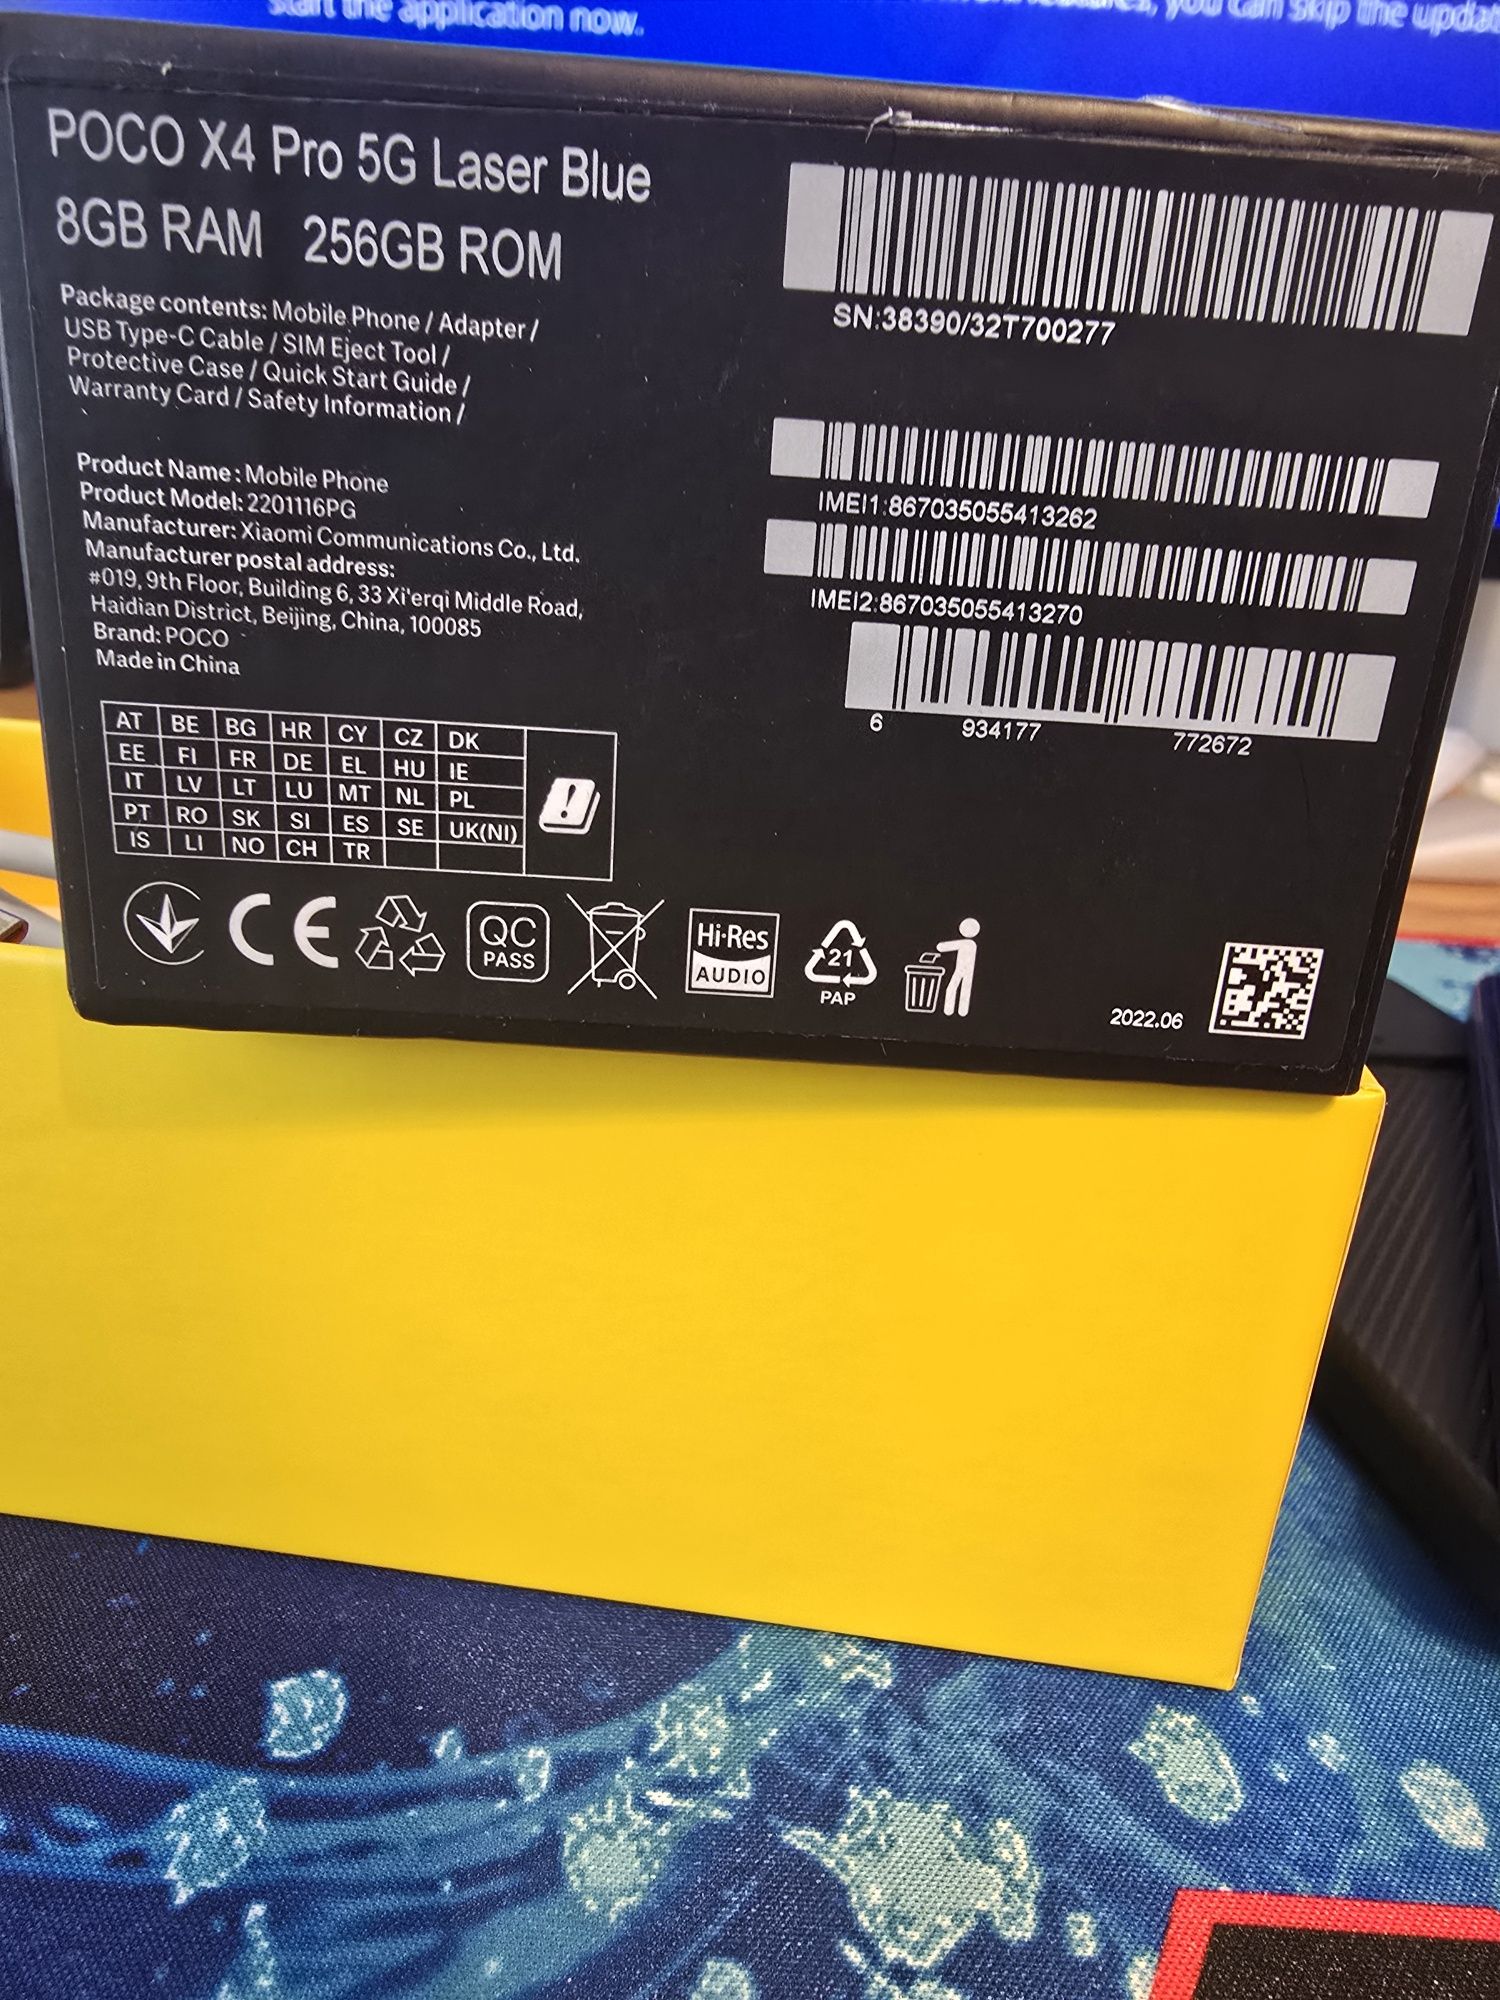 start the application now.
you can skip the updat
POCO X4 Pro 5G Laser Blue
8GB RAM 256GB ROM
Package contents: Mobile Phone / Adapter /
USB Type-C Cable / SIM Eject Tool /
Protective Case / Quick Start Guide /
Warranty Card / Safety Information /
Product Name : Mobile Phone
Product Model: 2201116PG
Manufacturer: Xiaomi Communications Co., Ltd.
Manufacturer postal address:
#019, 9th Floor, Building 6, 33 Xi'erqi Middle Road,
Haidian District, Beijing, China, 100085
Brand: POCO
Made in China
SN:38390/32T700277
IMEI1:867035055413262
IMEI2:867035055413270
6 934177 772672
AT BE BG HR CY CZ DK
EE FI FR DE EL HU IE
IT LV LT LU MT NL PL
PT RO SK SI ES SE UK(NI)
IS LI NO CH TR
CE
QC
PASS
Hi-Res
AUDIO
21
PAP
2022.06